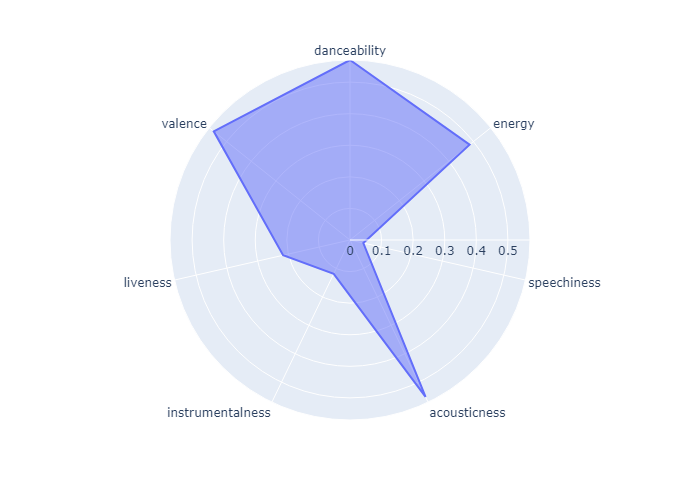 danceability
valence
energy
0 0.1 0.2 0.3 0.4 0.5
liveness
speechiness
instrumentalness
acousticness